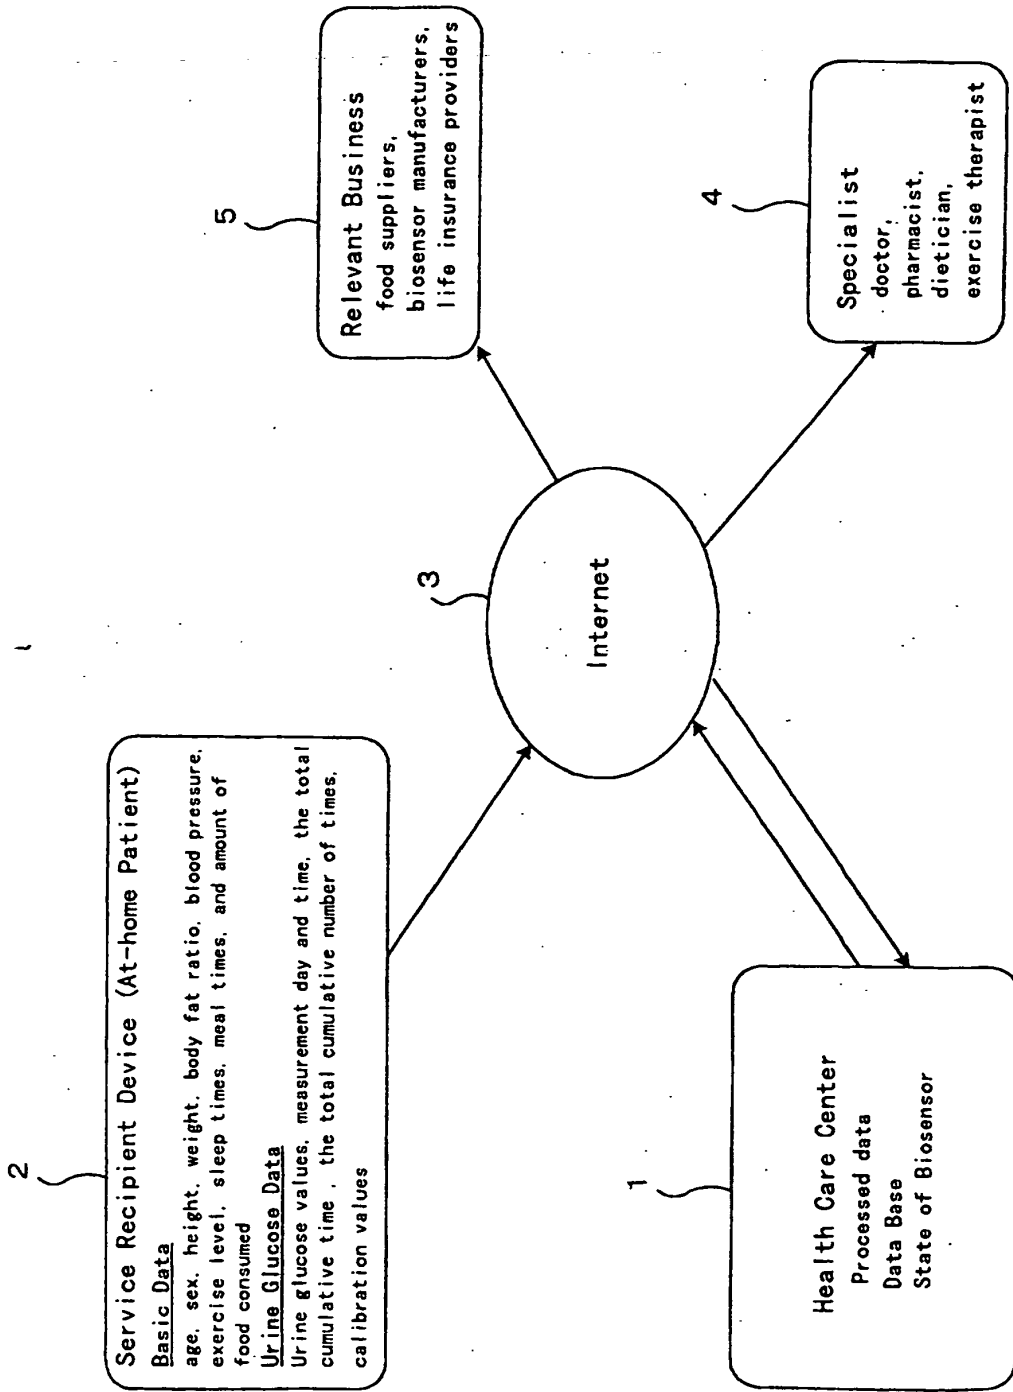 2
Service Recipient Device (At-home Patient)
Basic Data
age, sex, height, weight, body fat ratio, blood pressure,
exercise level, sleep times, meal times, and amount of
food consumed
Urine Glucose Data
Urine glucose values, measurement day and time, the total
cumulative time , the total cumulative number of times,
calibration values
5
Relevant Business
food suppliers,
biosensor manufacturers,
life insurance providers
3
Internet
1
Health Care Center
Processed data
Data Base
State of Biosensor
4
Specialist
doctor,
pharmacist,
dietician,
exercise therapist